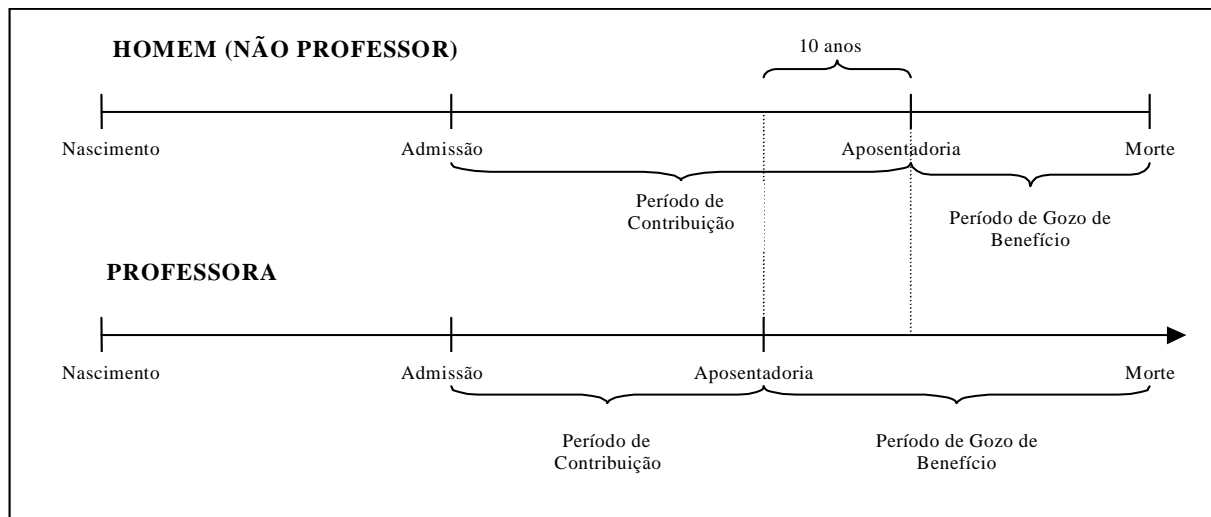 HOMEM (NÃO PROFESSOR)
10 anos
Nascimento
Admissão
Aposentadoria
Morte
Período de
Contribuição
Período de Gozo de
Benefício
PROFESSORA
Nascimento
Admissão
Aposentadoria
Morte
Período de
Contribuição
Período de Gozo de
Benefício